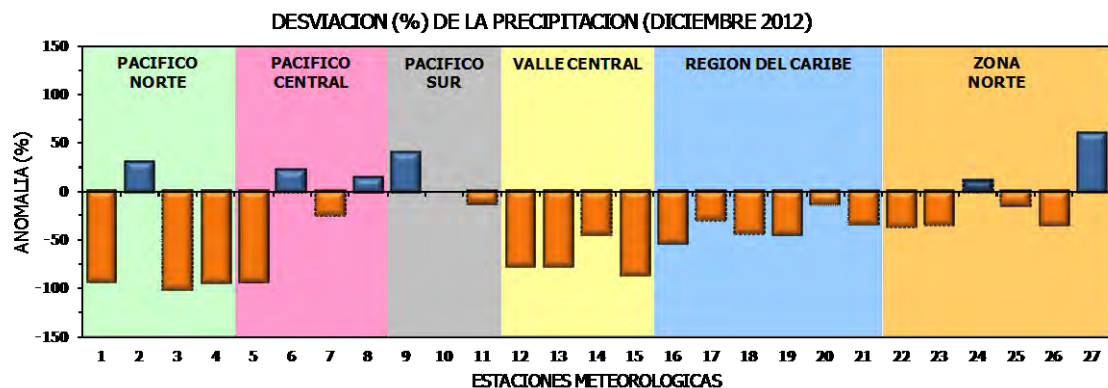 DESVIACION (%) DE LA PRECIPITACION (DICIEMBRE 2012)
150
100
50
0
-50
-100
-150
ANOMALIA (%)
PACIFICO
NORTE
PACIFICO
CENTRAL
PACIFICO
SUR
VALLE CENTRAL
REGION DEL CARIBE
ZONA
NORTE
1 2 3 4 5 6 7 8 9 10 11 12 13 14 15 16 17 18 19 20 21 22 23 24 25 26 27
ESTACIONES METEOROLOGICAS